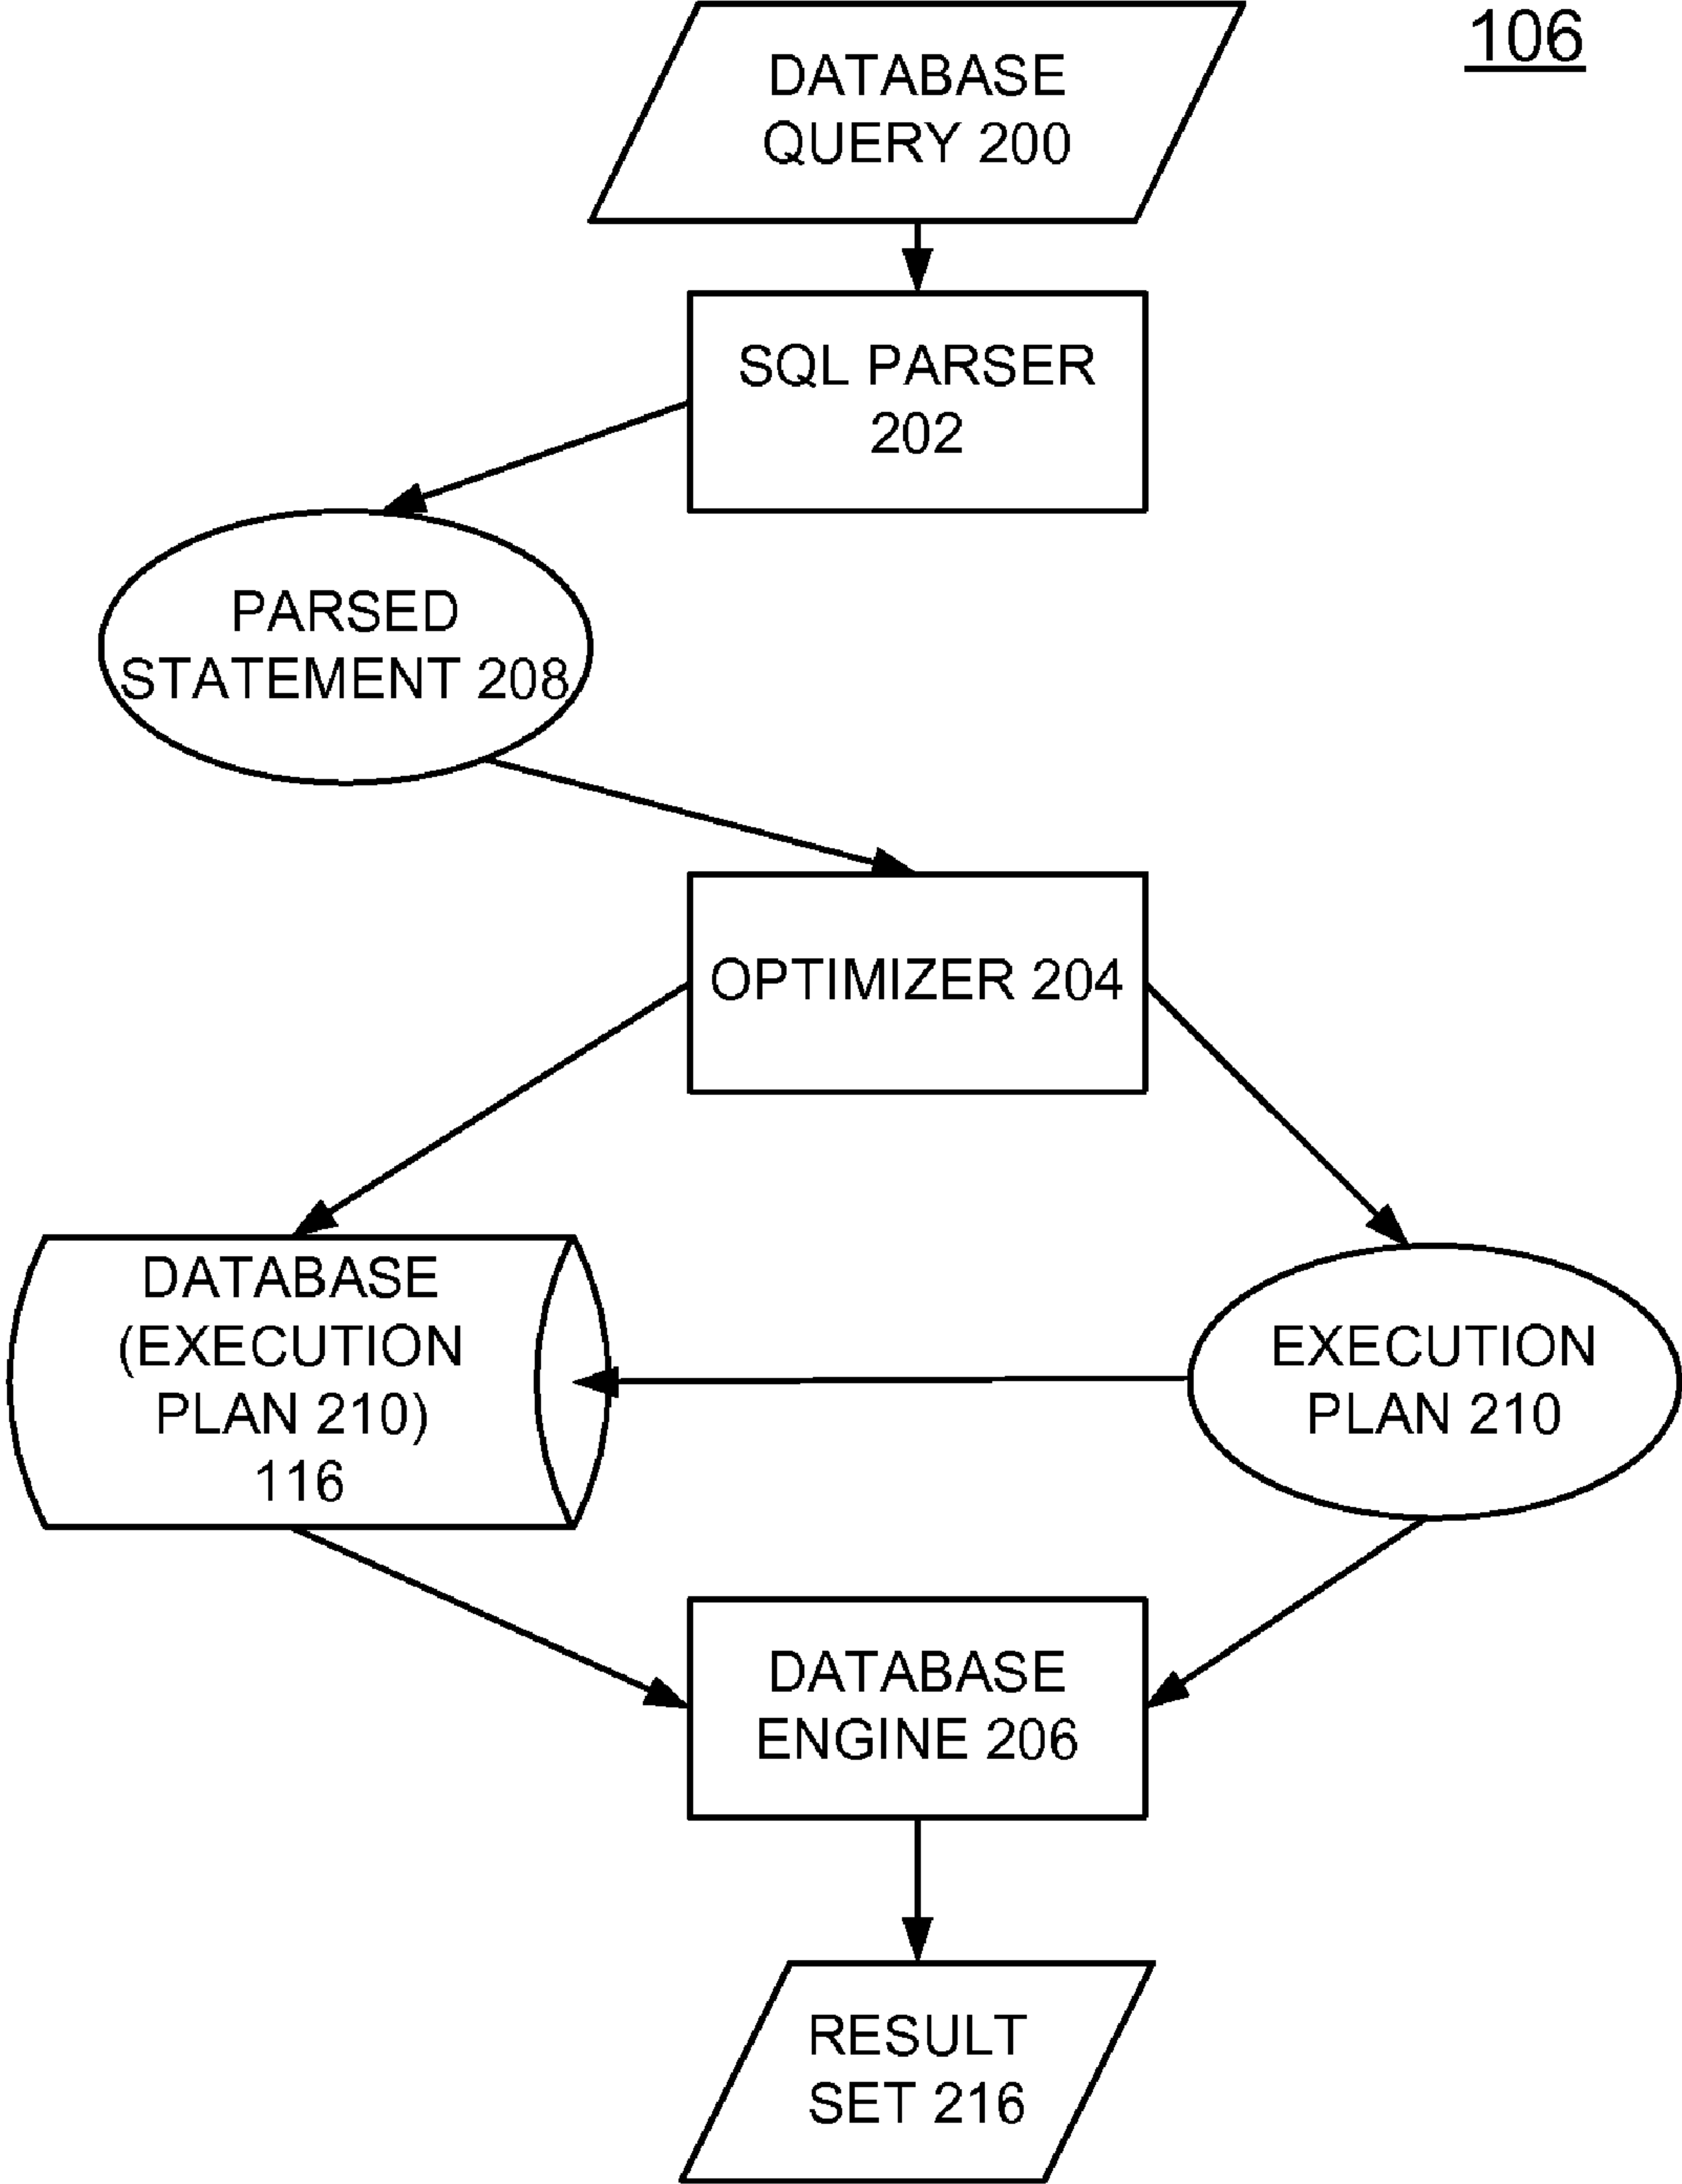 106
DATABASE
QUERY 200
SQL PARSER
202
PARSED
STATEMENT 208
OPTIMIZER 204
DATABASE
(EXECUTION
PLAN 210)
116
EXECUTION
PLAN 210
DATABASE
ENGINE 206
RESULT
SET 216